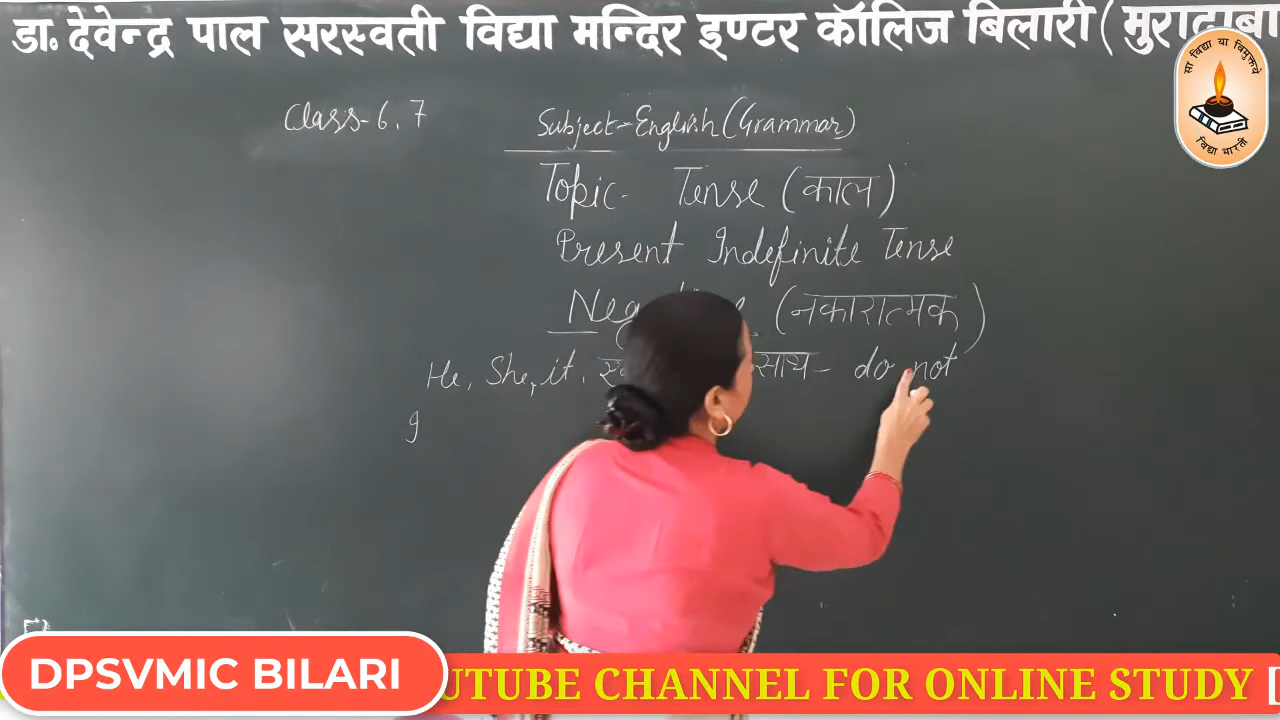 डा. देवेन्द्र पाल सरस्वती विद्या मन्दिर इण्टर कॉलिज बिलारी (मुरादाबा
सा विद्या या विमुक्तये
विद्या भारती
Class-6,7
Subject-English (Grammar)
Topic- Tense (काल)
Present Indefinite Tense
(नकारात्मक)
He, She, it, साथ- do not
g
DPSVMIC BILARI
UTUBE CHANNEL FOR ONLINE STUDY [